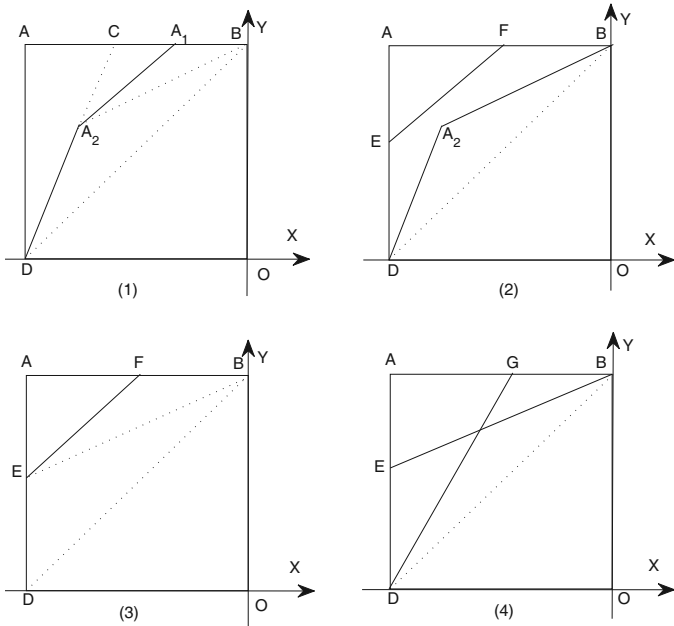 A C A1 B Y
A2
X
D O
(1)
A F B Y
E A2
X
D O
(2)
A F B Y
E
X
D O
(3)
A G B Y
E
X
D O
(4)